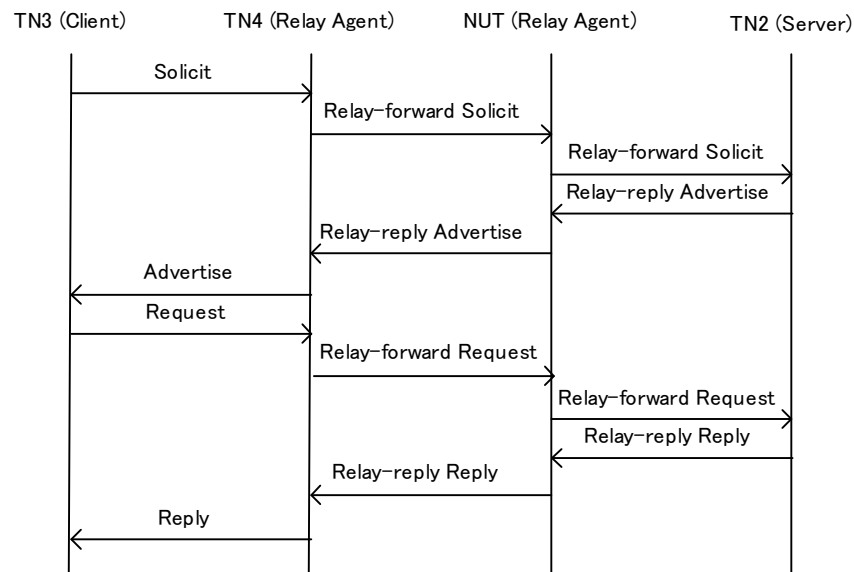 TN3 (Client)
TN4 (Relay Agent)
NUT (Relay Agent)
TN2 (Server)
Solicit
Relay-forward Solicit
Relay-forward Solicit
Relay-reply Advertise
Relay-reply Advertise
Advertise
Request
Relay-forward Request
Relay-forward Request
Relay-reply Reply
Relay-reply Reply
Reply